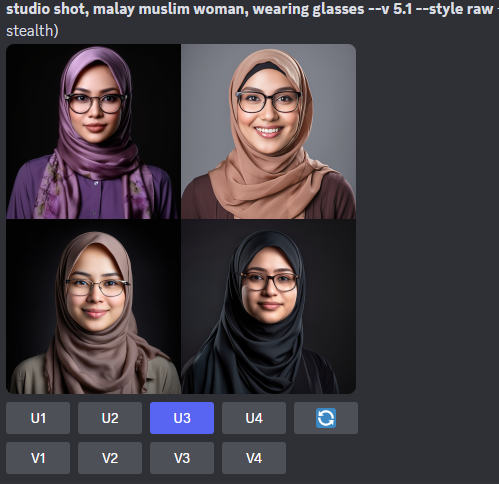 studio shot, malay muslim woman, wearing glasses --v 5.1 --style raw -
stealth)
U1 U2 U3 U4
V1 V2 V3 V4